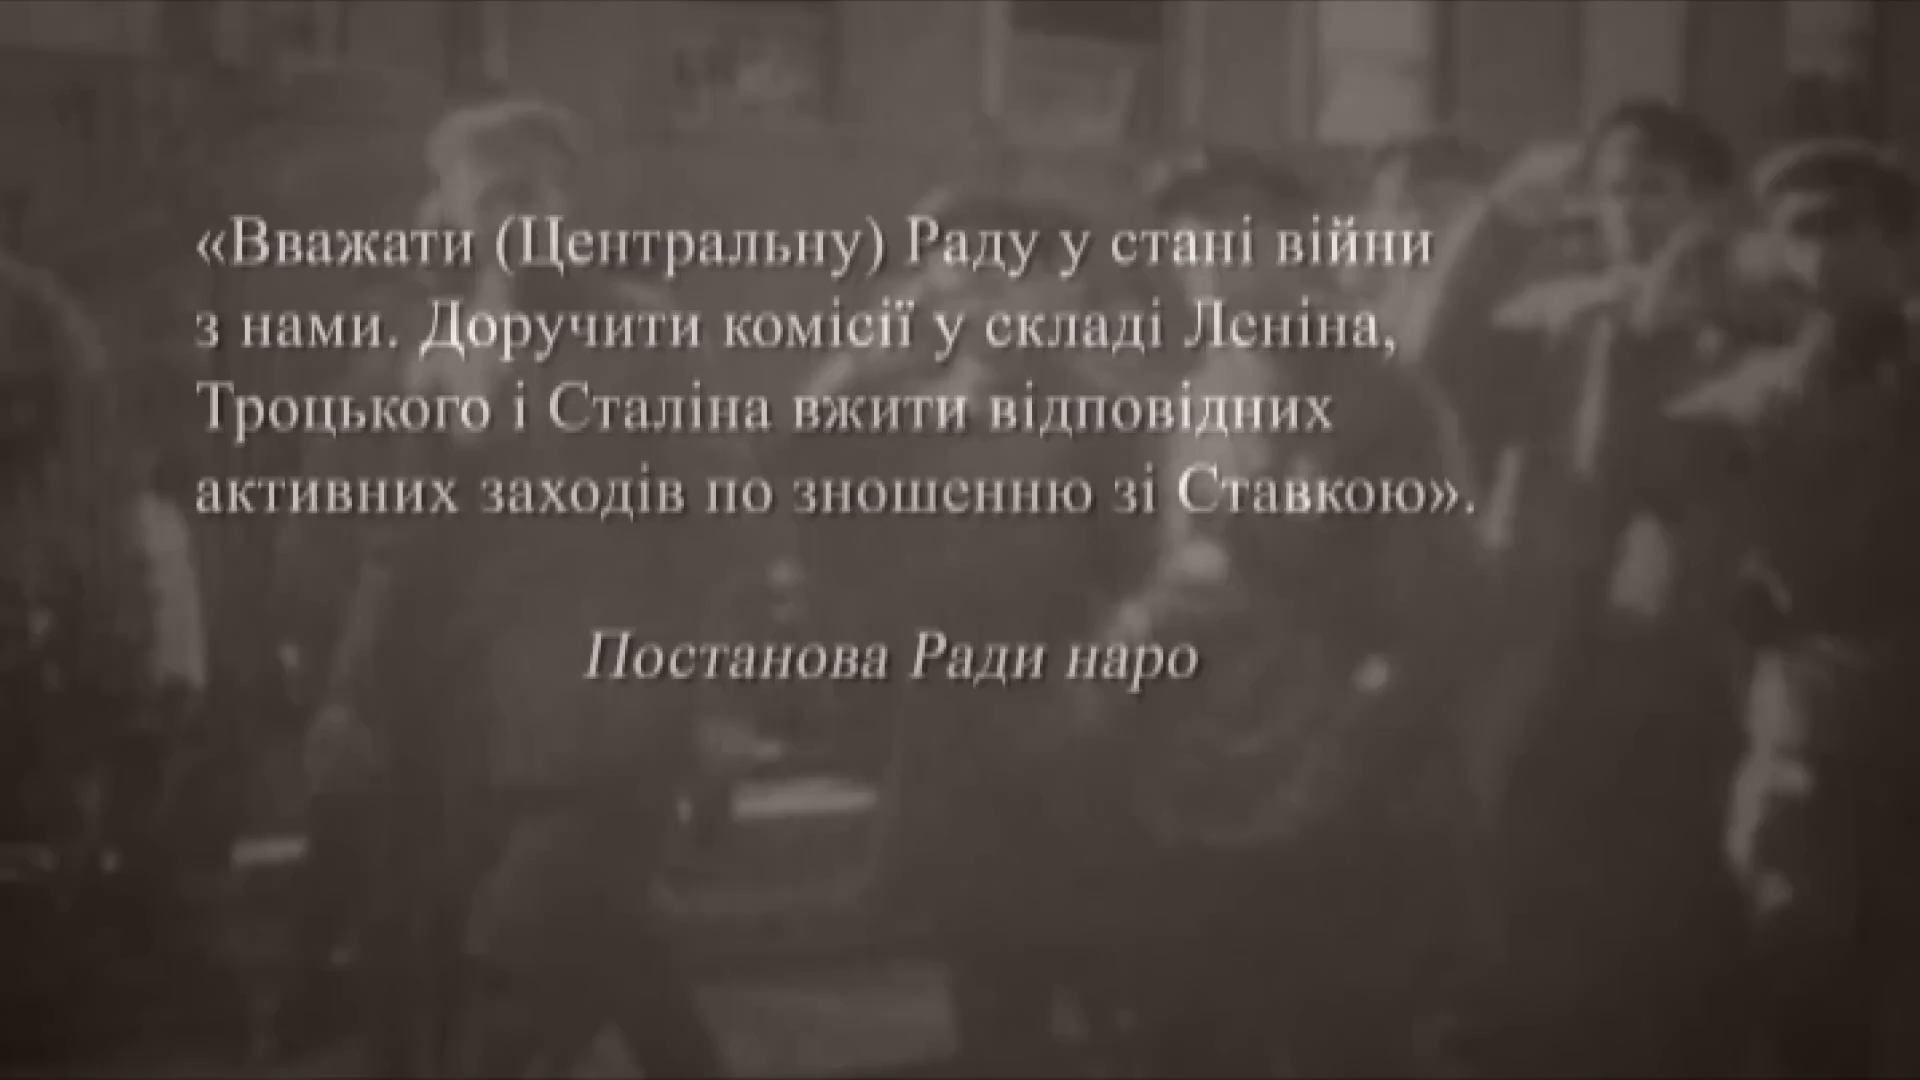 «Вважати (Центральну) Раду у стані війни
з нами. Доручити комісії у складі Леніна,
Троцького і Сталіна вжити відповідних
активних заходів по зношенню зі Ставкою».
Постанова Ради наро